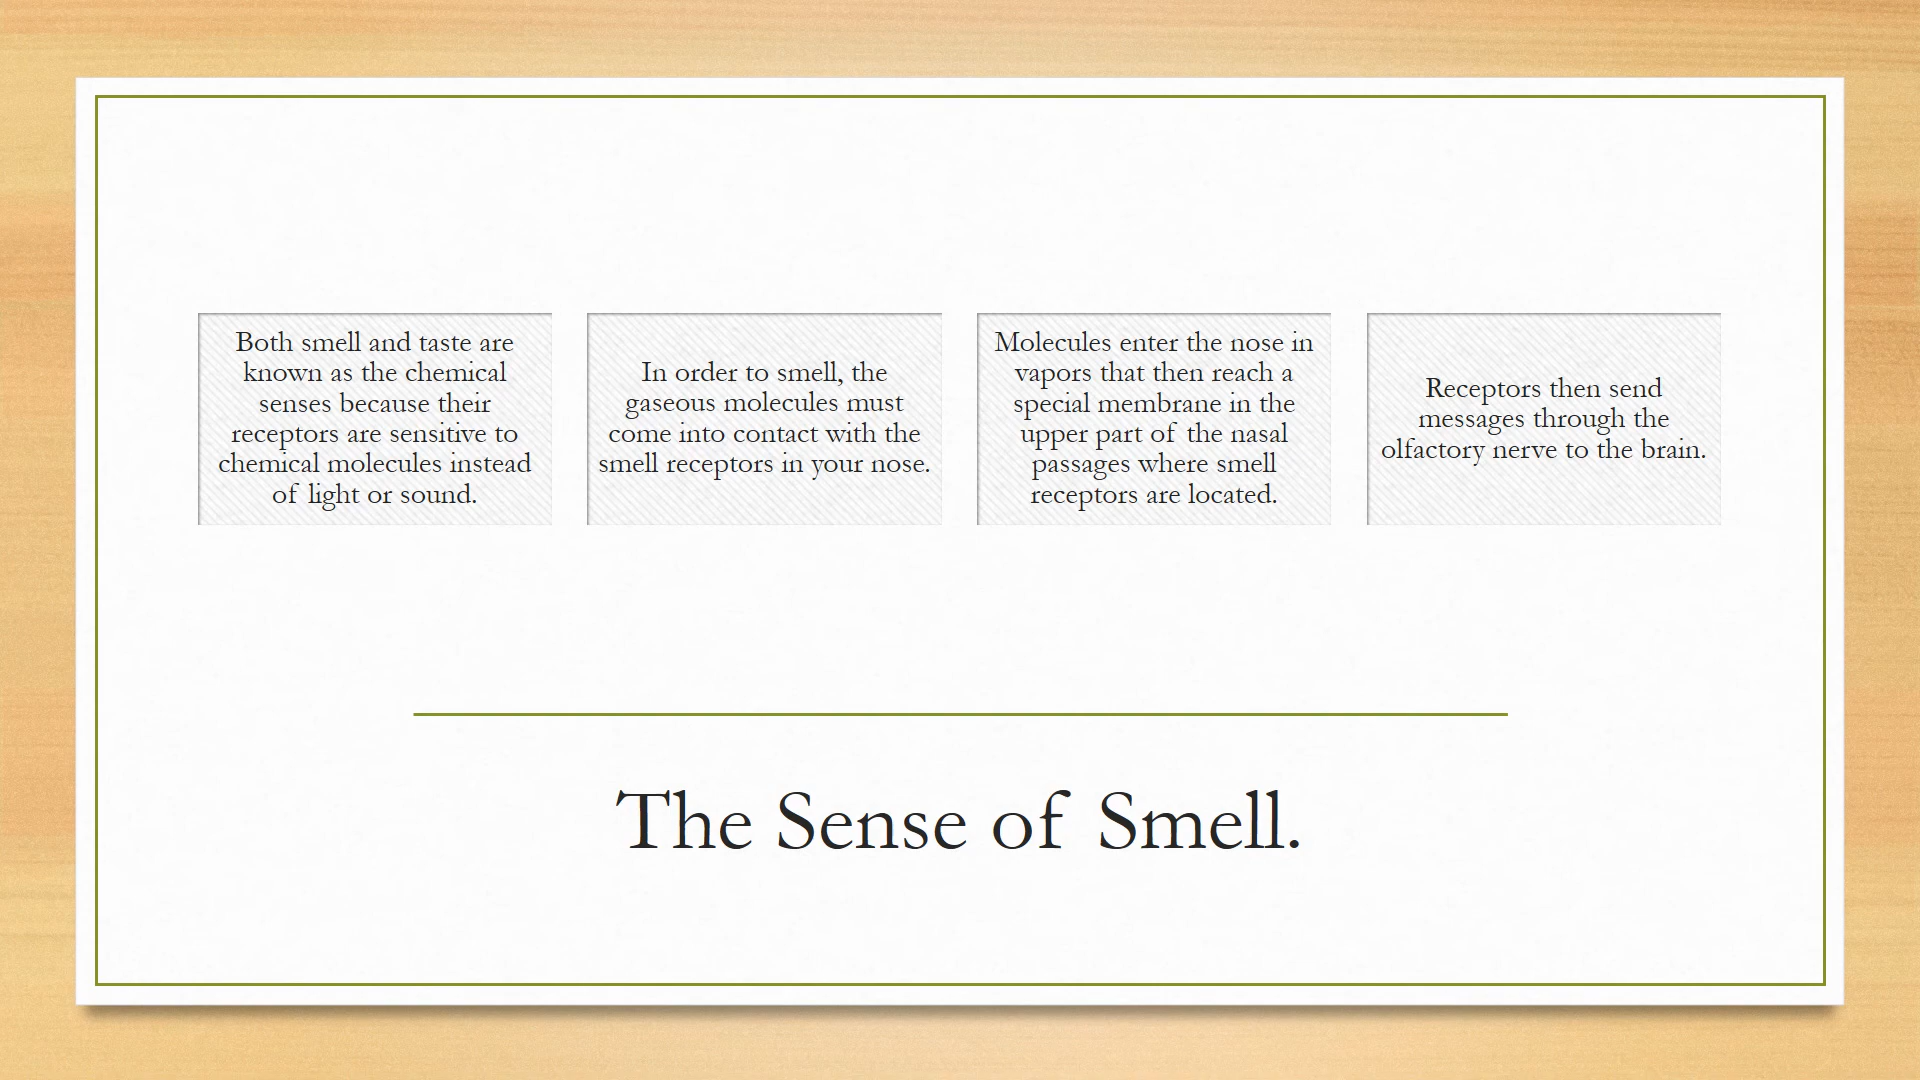 Both smell and taste are
known as the chemical
senses because their
receptors are sensitive to
chemical molecules instead
of light or sound.
In order to smell, the
gaseous molecules must
come into contact with the
smell receptors in your nose.
Molecules enter the nose in
vapors that then reach a
special membrane in the
upper part of the nasal
passages where smell
receptors are located.
Receptors then send
messages through the
olfactory nerve to the brain.
The Sense of Smell.